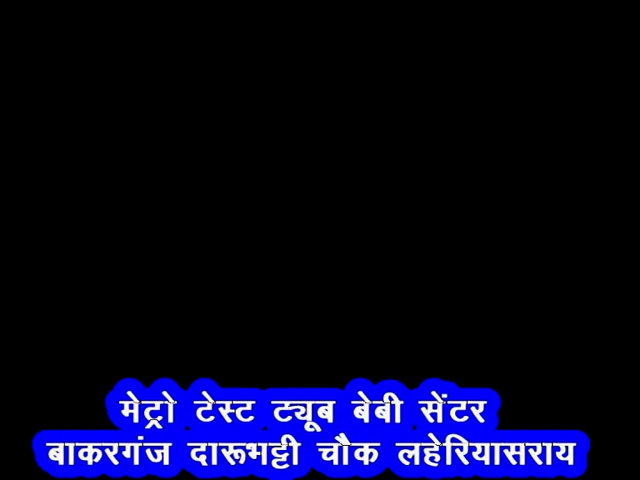 मेट्रो टेस्ट ट्यूब बेबी सेंटर
बाकरगंज दारूभट्टी चौक लहेरियासराय